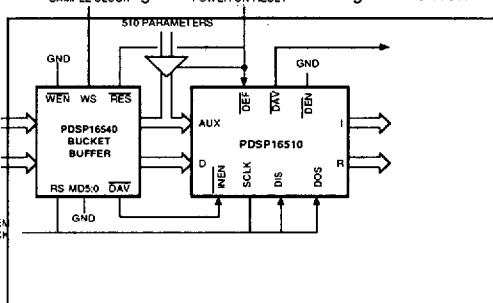 510 PARAMETERS
GND
GND
WEN WS RES
DEF DAV DEN
PDSP16540
BUCKET
BUFFER
AUX
I
PDSP16510
D
R
INEN SCLK DIS DOS
RS MD5:0 DAV
GND